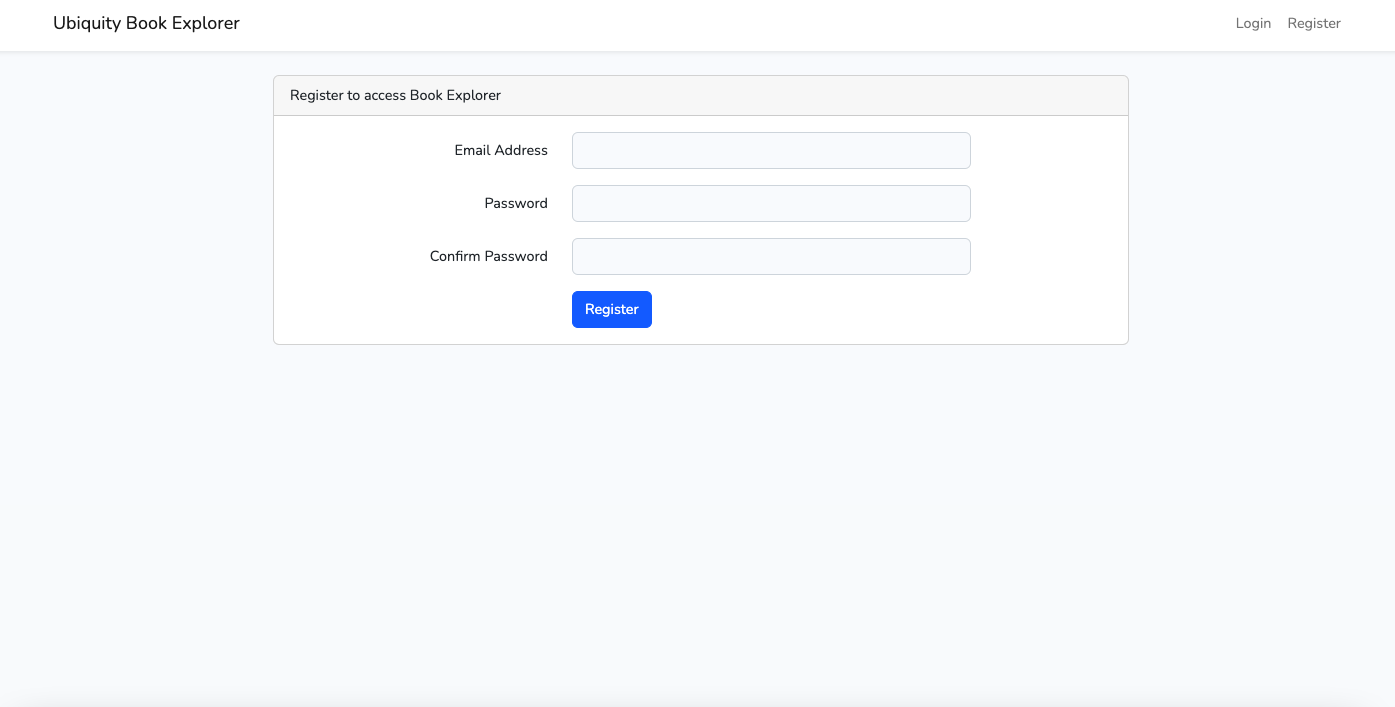 Ubiquity Book Explorer
Login Register
Register to access Book Explorer
Email Address
Password
Confirm Password
Register